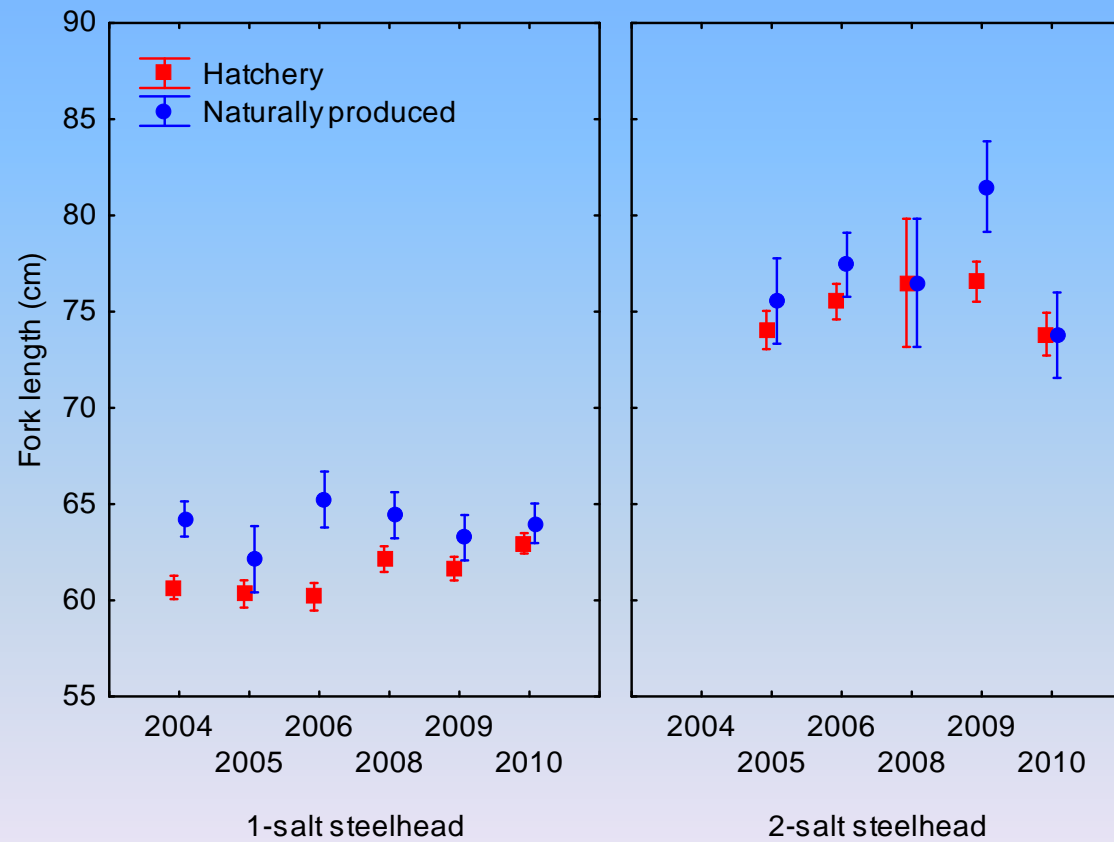 90
85
80
75
70
65
60
55
Fork length (cm)
Hatchery
Naturally produced
2004 2006 2009
2005 2008 2010
1-salt steelhead
2004 2006 2009
2005 2008 2010
2-salt steelhead